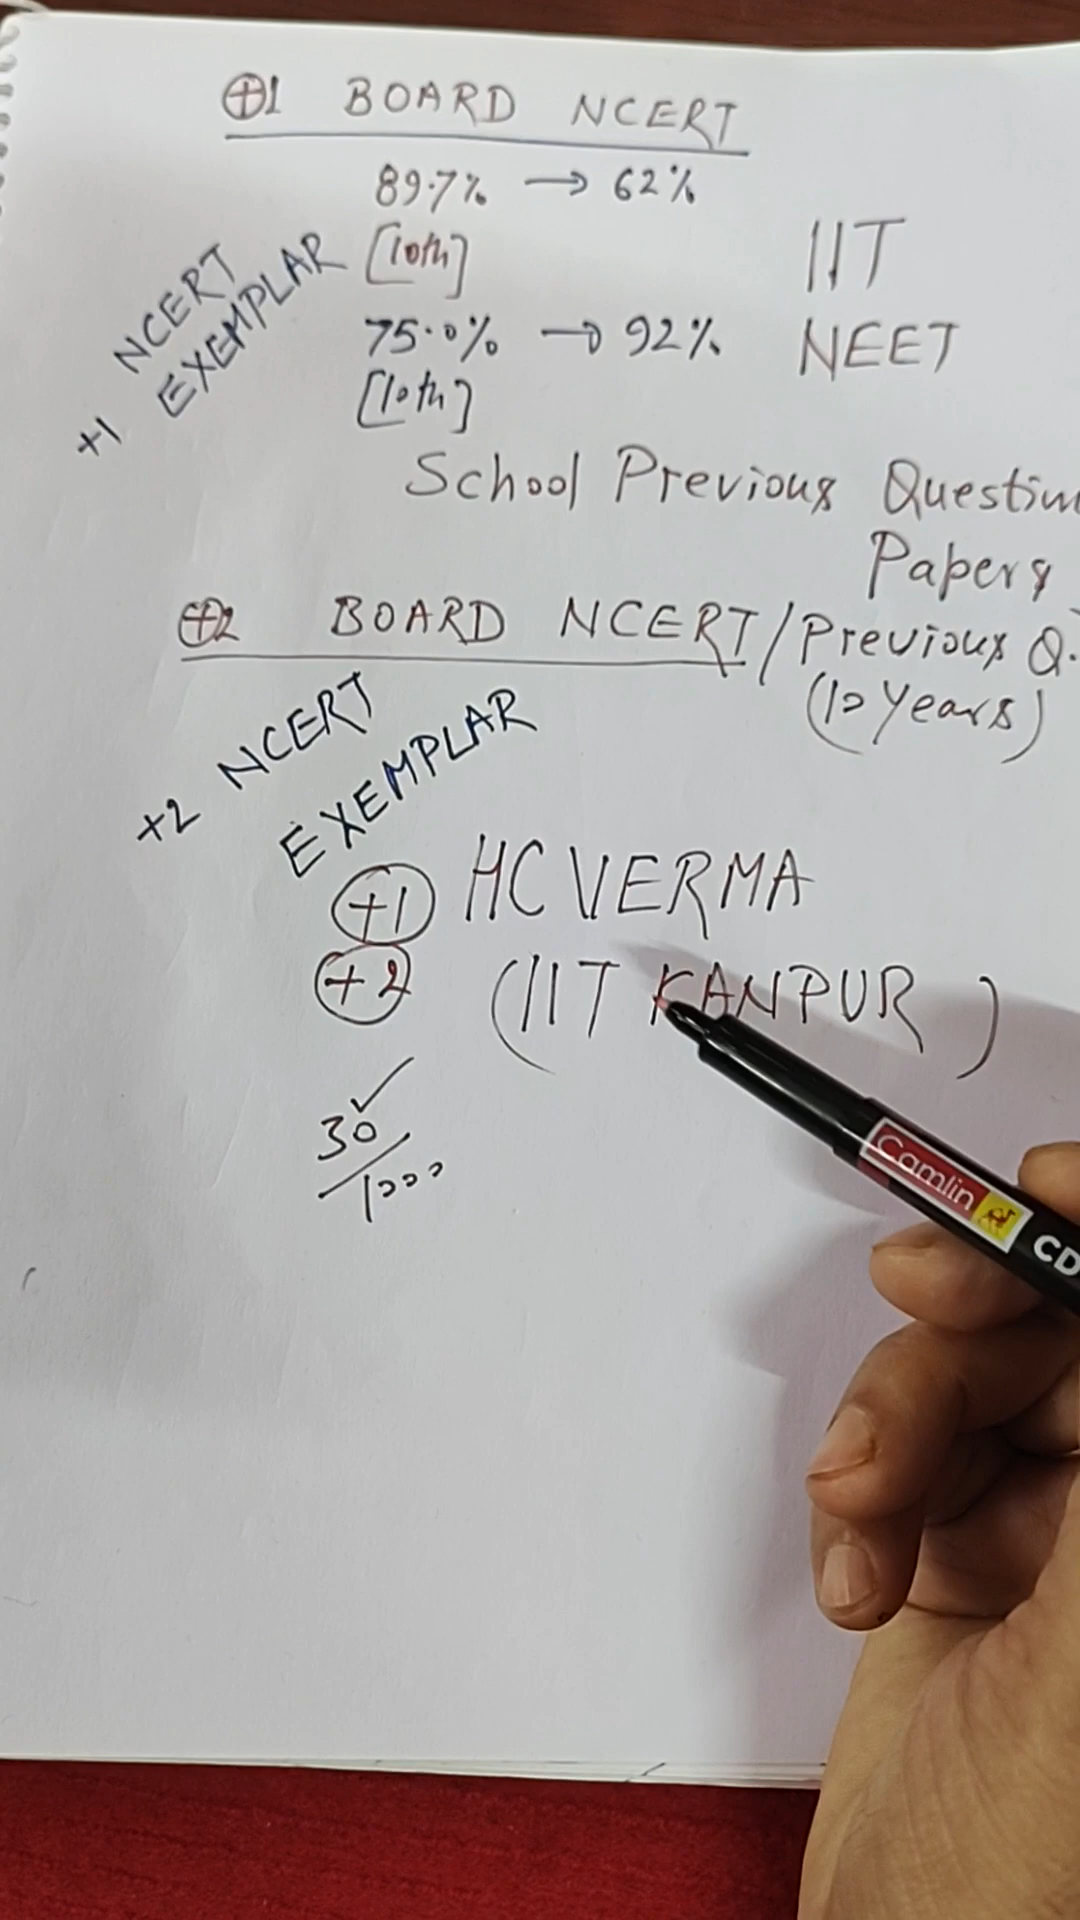 +1 BOARD NCERT
89.7% → 62%
[10th]
IIT
+1 NCERT
EXEMPLAR
75.0% → 92%
NEET
[10th]
School Previous Question
Papers
+2 BOARD NCERT/Previous Q.
(10 Years)
+2 NCERT
EXEMPLAR
+1 HC VERMA
+2 (IIT KANPUR)
30 ✓
/1000
Camlin
CD